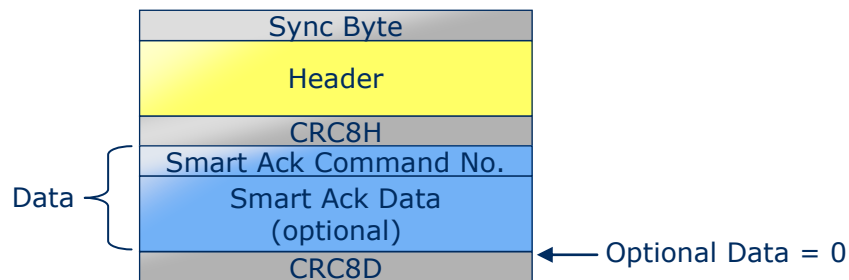 Sync Byte
Header
CRC8H
Smart Ack Command No.
Data
Smart Ack Data
(optional)
Optional Data = 0
CRC8D